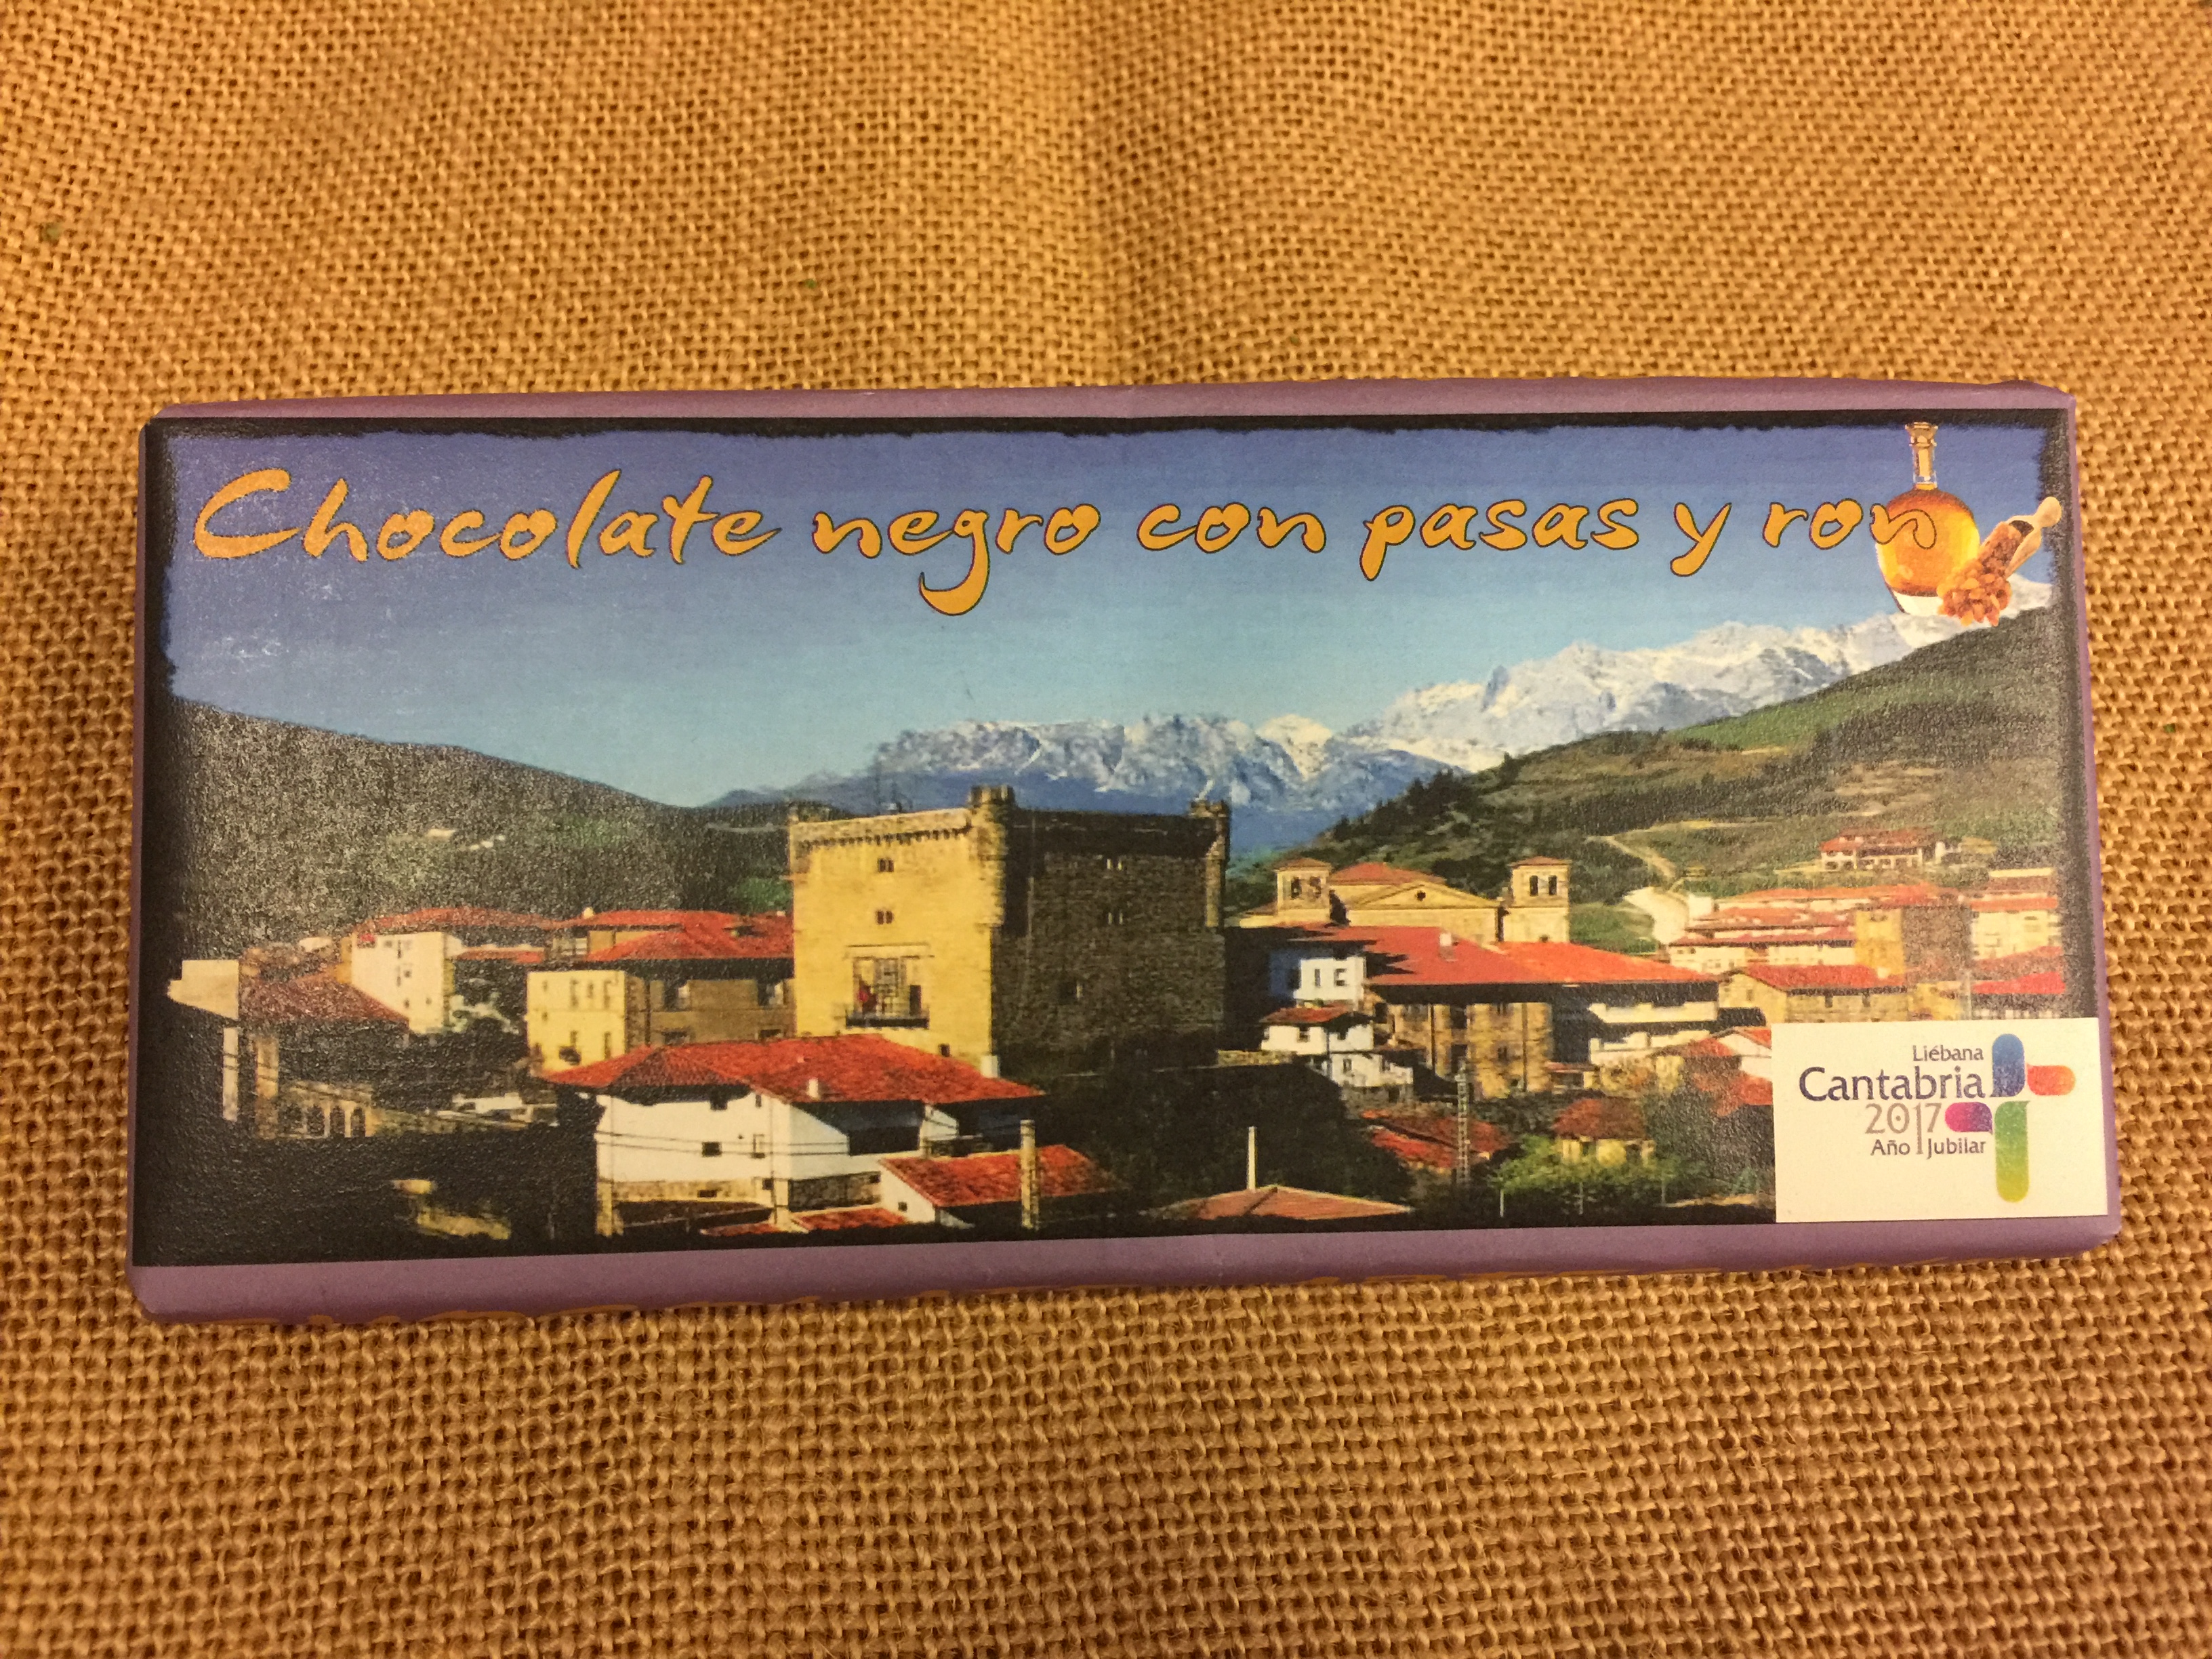 Chocolate negro con pasas y ron
Liébana
Cantabria
2017
Año Jubilar